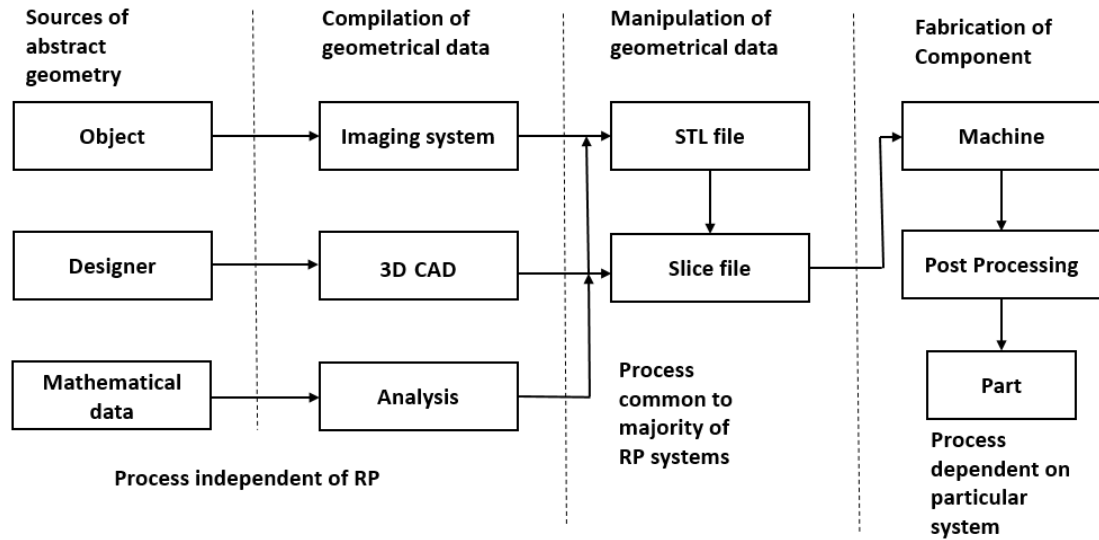 Sources of
abstract
geometry
Compilation of
geometrical data
Manipulation of
geometrical data
Fabrication of
Component
Object
Imaging system
STL file
Machine
Designer
3D CAD
Slice file
Post Processing
Mathematical
data
Analysis
Process
common to
majority of
RP systems
Part
Process independent of RP
Process
dependent on
particular
system